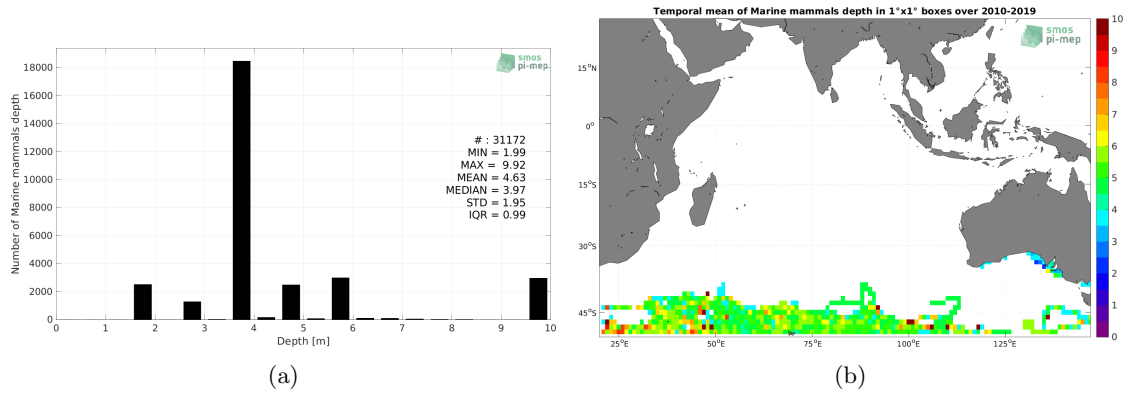 Temporal mean of Marine mammals depth in 1°x1° boxes over 2010-2019
smos
pi-mep
18000
16000
14000
12000
10000
8000
6000
4000
2000
0
Number of Marine mammals depth
# : 31172
MIN = 1.99
MAX = 9.92
MEAN = 4.63
MEDIAN = 3.97
STD = 1.95
IQR = 0.99
0 1 2 3 4 5 6 7 8 9 10
Depth [m]
(a)
smos
pi-mep
15°N
0°
15°S
30°S
45°S
25°E 50°E 75°E 100°E 125°E
10
9
8
7
6
5
4
3
2
1
0
(b)